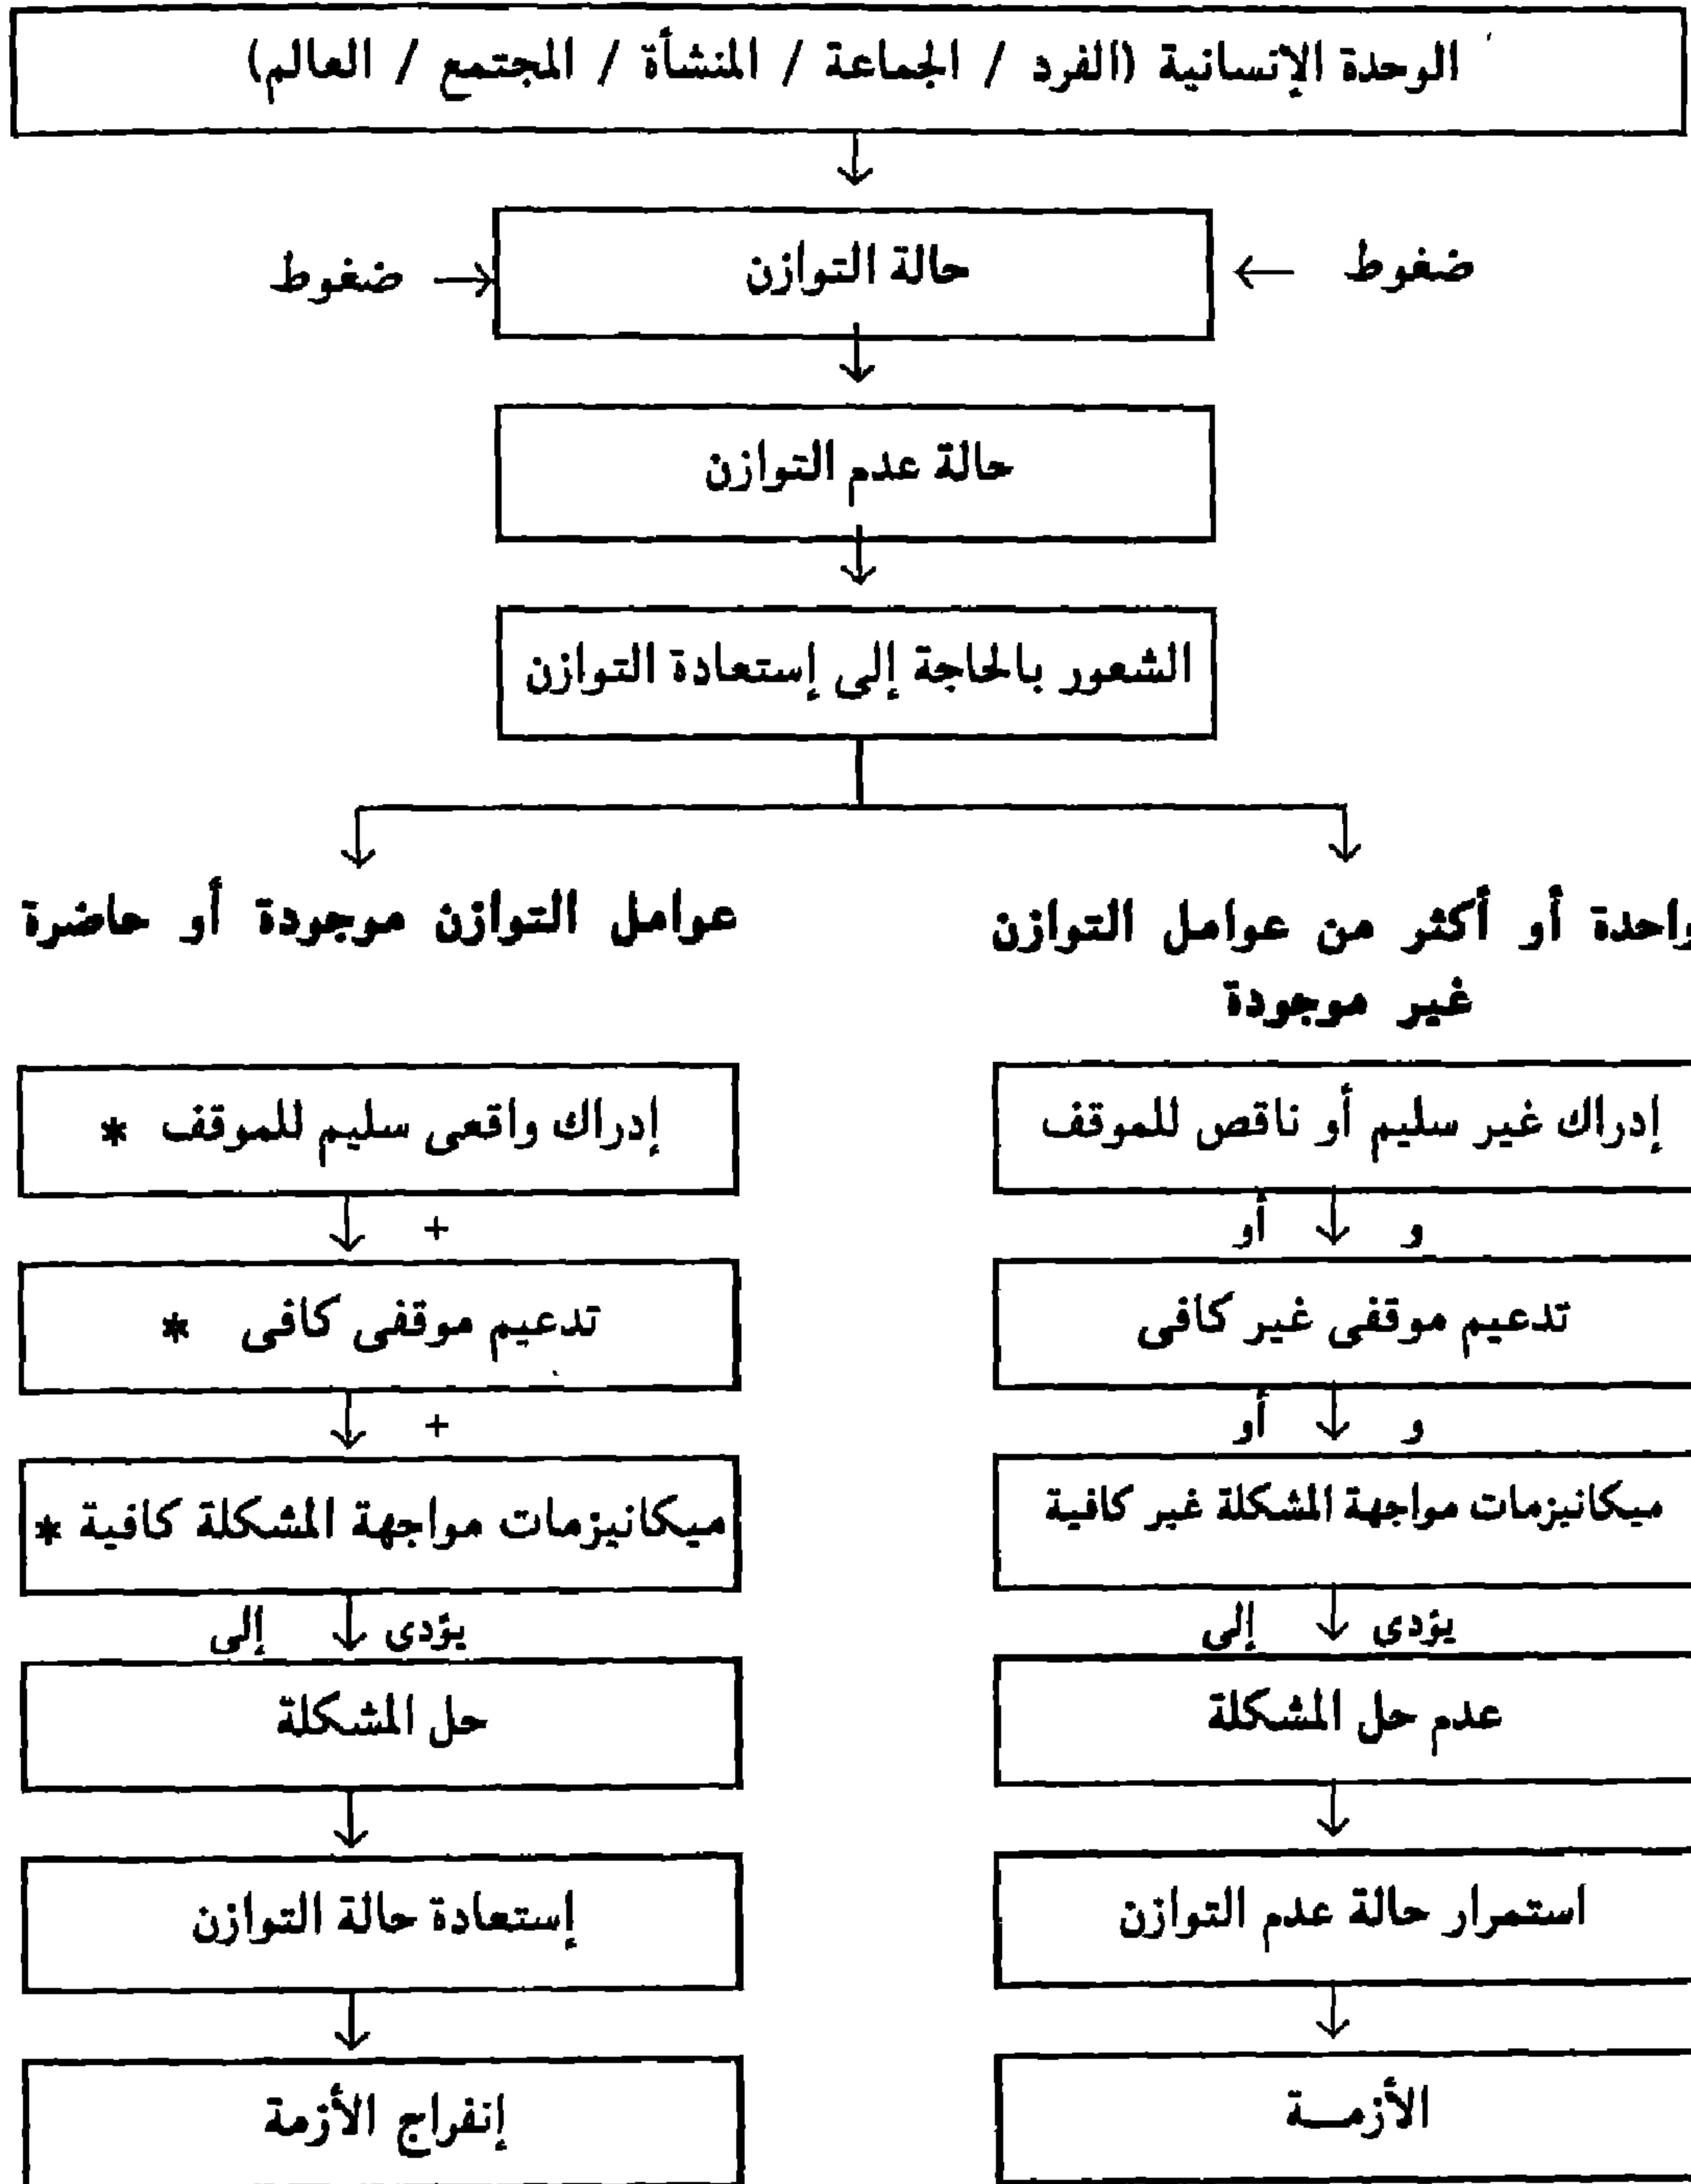 الوحدة الإنسانية (الفرد / الجماعة / المنشأة / المجتمع / العالم)
ضغوط → حالة التوازن ← ضغوط
حالة عدم التوازن
الشعور بالحاجة إلى إستعادة التوازن
واحدة أو أكثر من عوامل التوازن
غير موجودة
إدراك غير سليم أو ناقص للموقف
و أو
تدعيم موقفى غير كافى
و أو
ميكانيزمات مواجهة المشكلة غير كافية
يؤدى إلى
عدم حل المشكلة
استمرار حالة عدم التوازن
الأزمـــة
عوامل التوازن موجودة أو حاضرة
إدراك واقعى سليم للموقف *
+
تدعيم موقفى كافى *
+
ميكانيزمات مواجهة المشكلة كافية *
يؤدى إلى
حل المشكلة
إستعادة حالة التوازن
إنفراج الأزمة